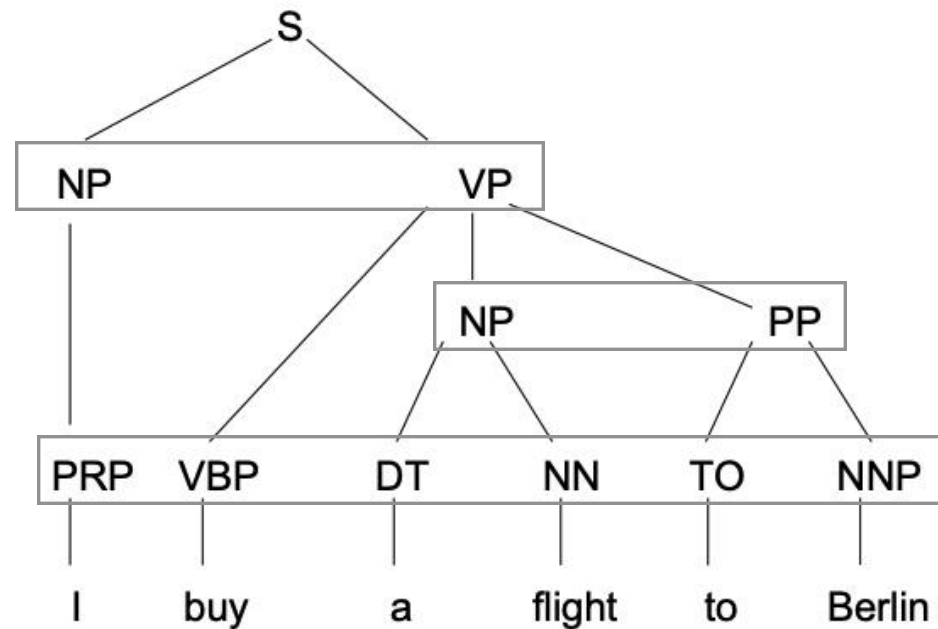 S
NP VP
NP PP
PRP VBP DT NN TO NNP
I buy a flight to Berlin